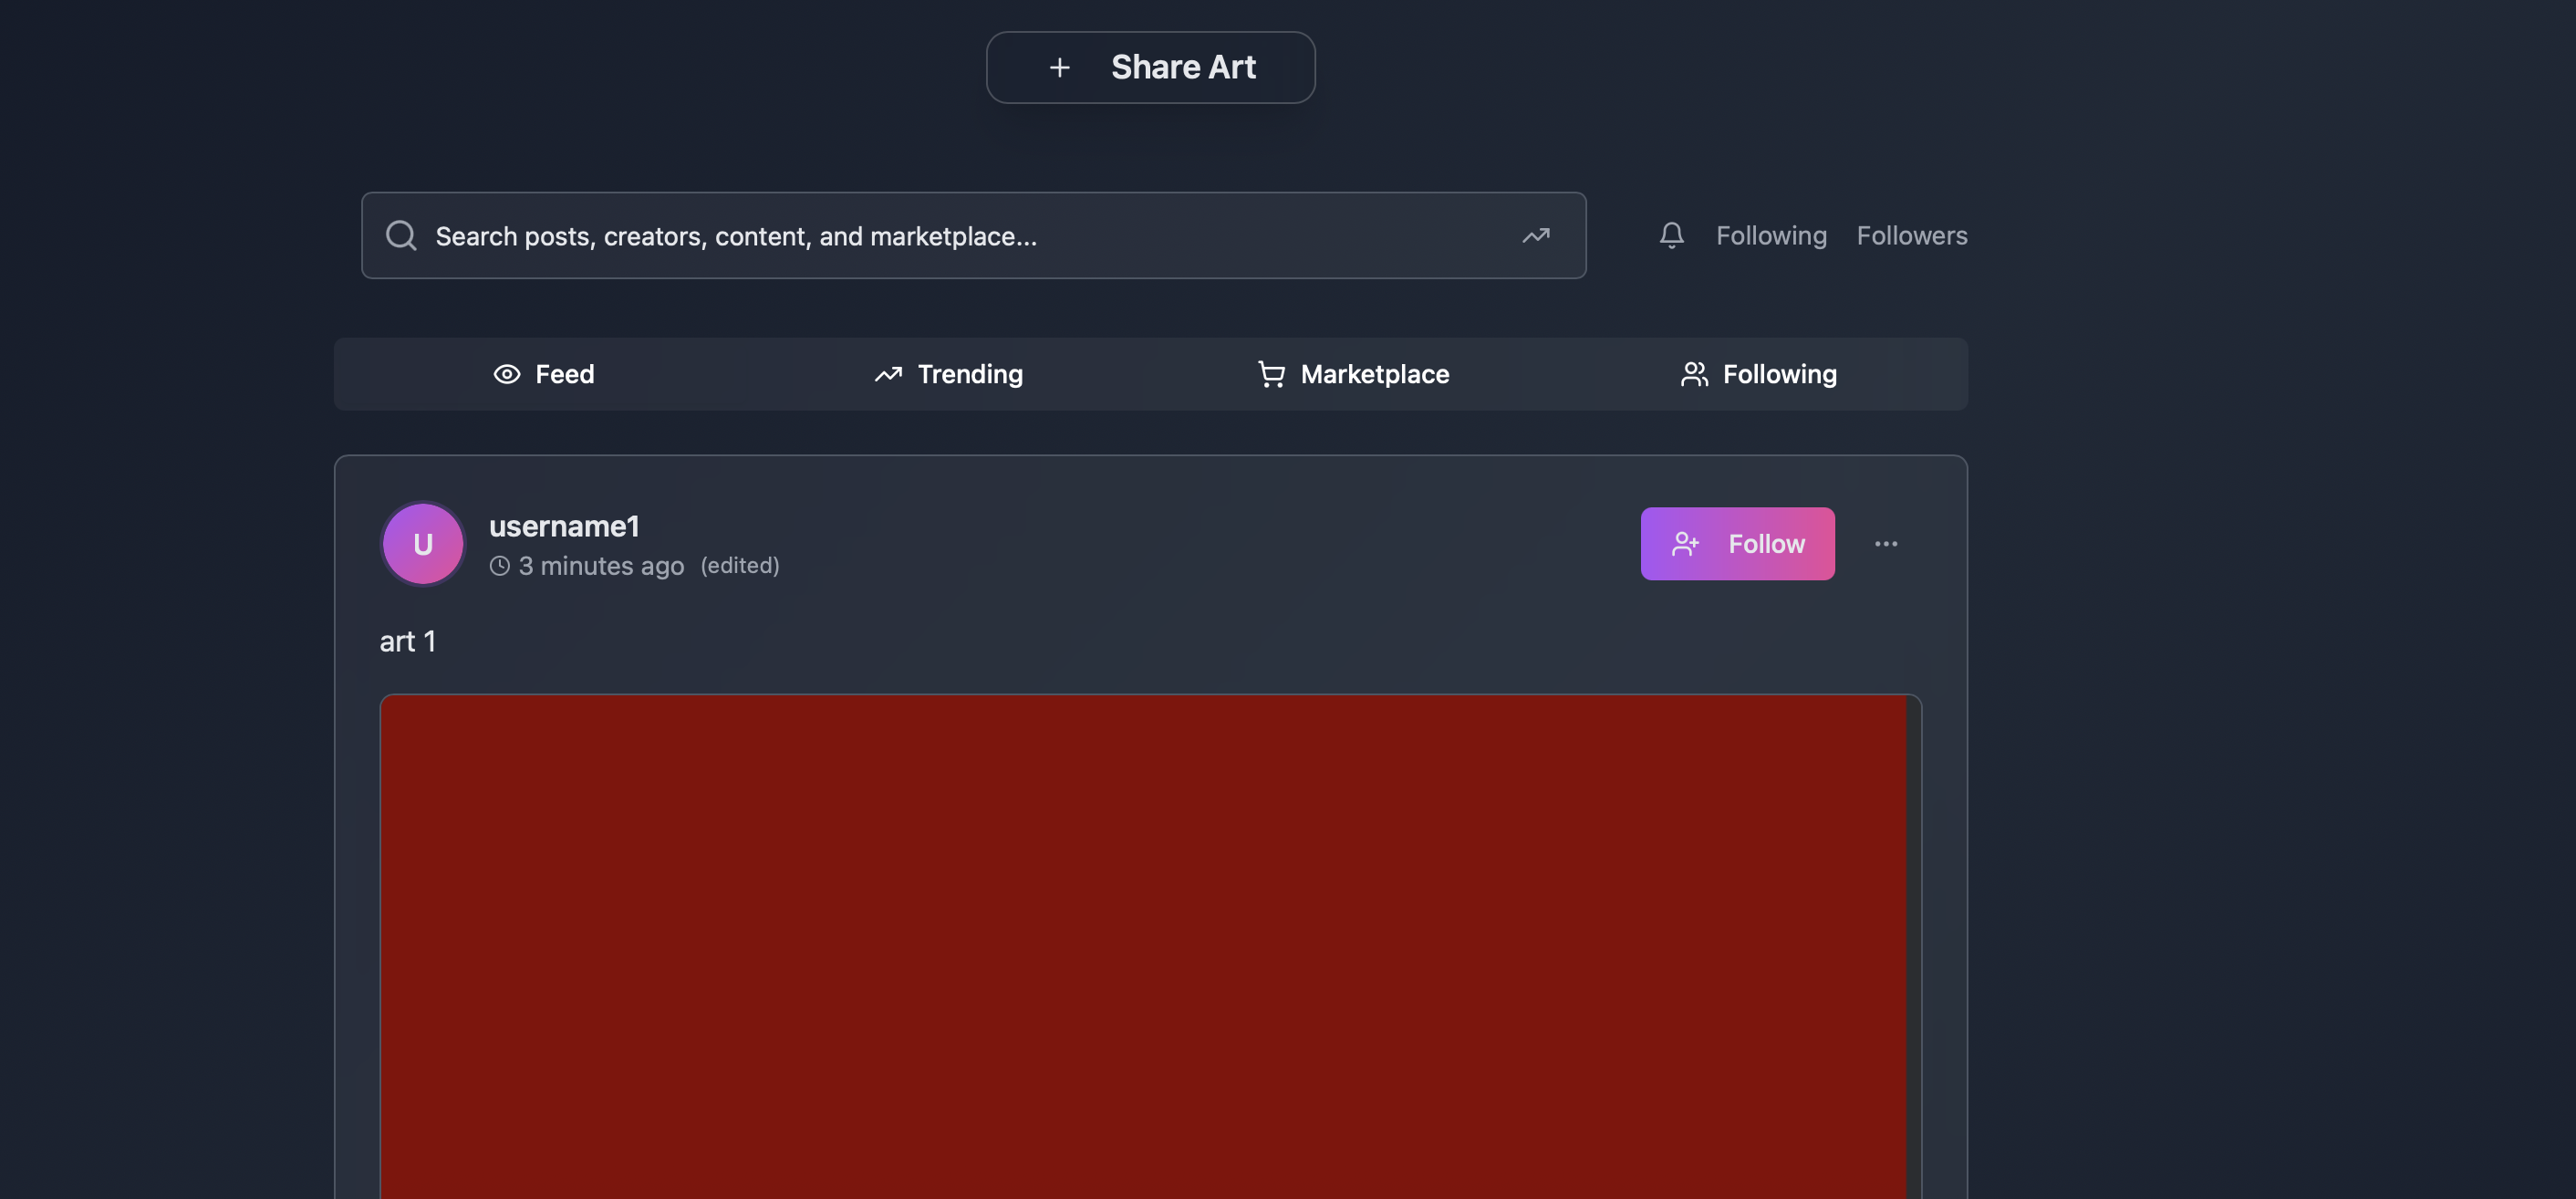 Share Art
Search posts, creators, content, and marketplace...
Following Followers
Feed Trending Marketplace Following
U
username1
3 minutes ago (edited)
Follow
art 1